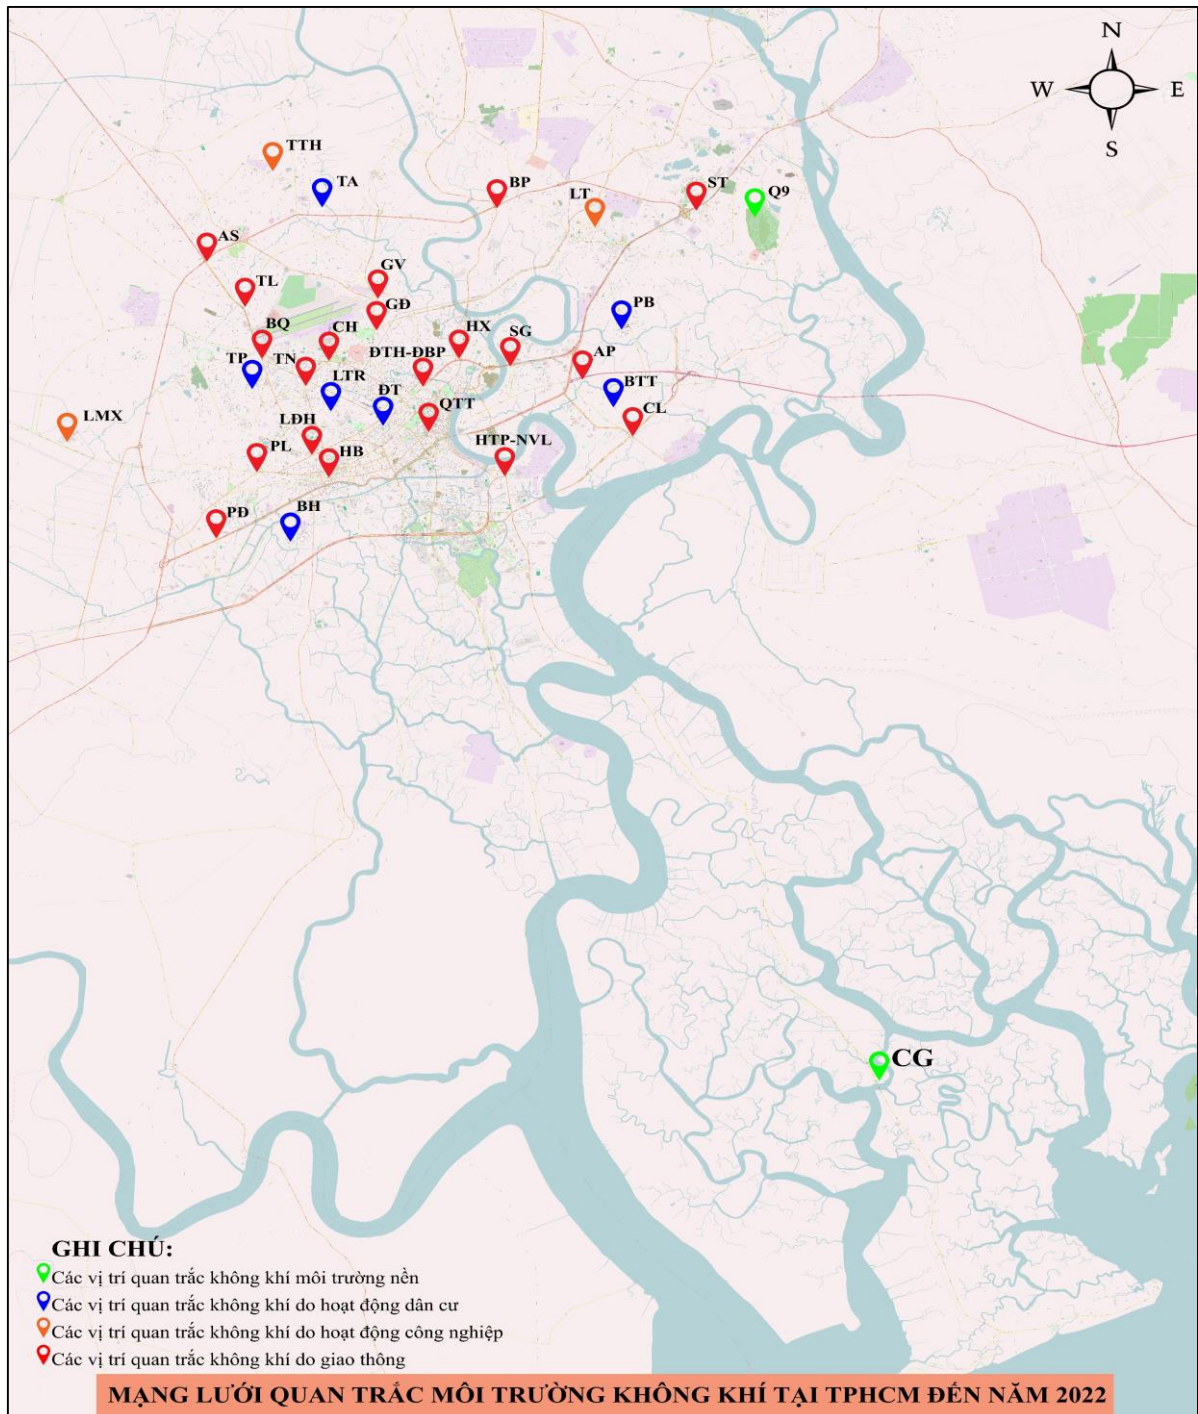 N
W
E
S
TTH
TA
BP
LT
ST
Q9
AS
TL
GV
GĐ
PB
BQ
CH
HX
SG
TP
TN
ĐTH-ĐBP
AP
LTR
ĐT
BTT
LMX
LĐH
QTT
CL
PL
HB
HTP-NVL
PĐ
BH
CG
GHI CHÚ:
Các vị trí quan trắc không khí môi trường nền
Các vị trí quan trắc không khí do hoạt động dân cư
Các vị trí quan trắc không khí do hoạt động công nghiệp
Các vị trí quan trắc không khí do giao thông
MẠNG LƯỚI QUAN TRẮC MÔI TRƯỜNG KHÔNG KHÍ TẠI TPHCM ĐẾN NĂM 2022